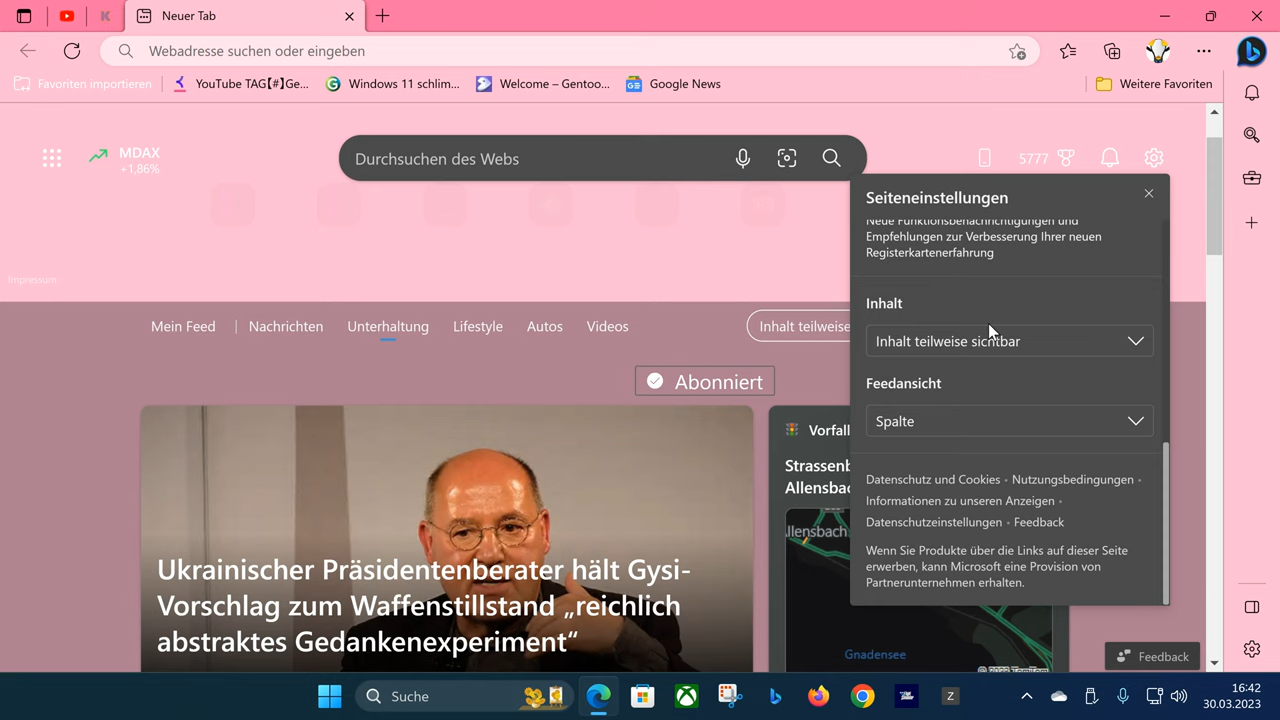 Neuer Tab
Webadresse suchen oder eingeben
Favoriten importieren
YouTube TAG【#】Ge...
Windows 11 schlim...
Welcome – Gentoo...
Google News
Weitere Favoriten
MDAX
+1,86%
Durchsuchen des Webs
5777
Impressum
Mein Feed
Nachrichten
Unterhaltung
Lifestyle
Autos
Videos
Inhalt teilweise
Abonniert
Ukrainischer Präsidentenberater hält Gysi-
Vorschlag zum Waffenstillstand „reichlich
abstraktes Gedankenexperiment“
Vorfall
Strassenb
Allensbac
Allensbach
Gnadensee
© 2023 TomTom
Seiteneinstellungen
Neue Funktionsbenachrichtigungen und
Empfehlungen zur Verbesserung Ihrer neuen
Registerkartenerfahrung
Inhalt
Inhalt teilweise sichtbar
Feedansicht
Spalte
Datenschutz und Cookies • Nutzungsbedingungen •
Informationen zu unseren Anzeigen •
Datenschutzeinstellungen • Feedback
Wenn Sie Produkte über die Links auf dieser Seite
erwerben, kann Microsoft eine Provision von
Partnerunternehmen erhalten.
Feedback
Suche
16:42
30.03.2023